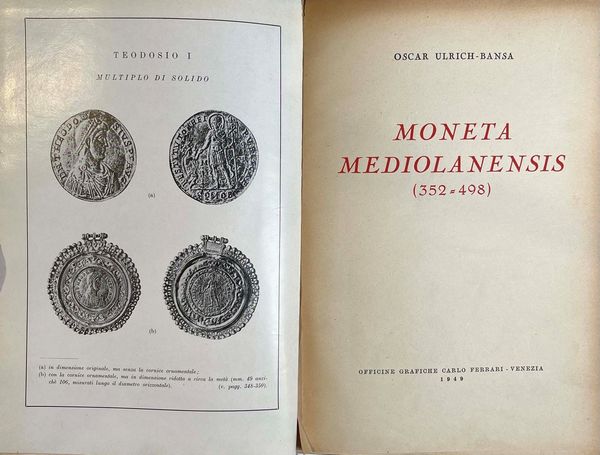 TEODOSIO I
MULTIPLO DI SOLIDO
(a)
(b)
(a) in dimensione originale, ma senza la cornice ornamentale;
(b) con la cornice ornamentale, ma in dimensione ridotta a circa la metà (mm. 49 anzi-
chè 106, misurati lungo il diametro orizzontale). (v. pagg. 348-350).
OSCAR ULRICH-BANSA
MONETA
MEDIOLANENSIS
(352=498)
OFFICINE GRAFICHE CARLO FERRARI - VENEZIA
1949